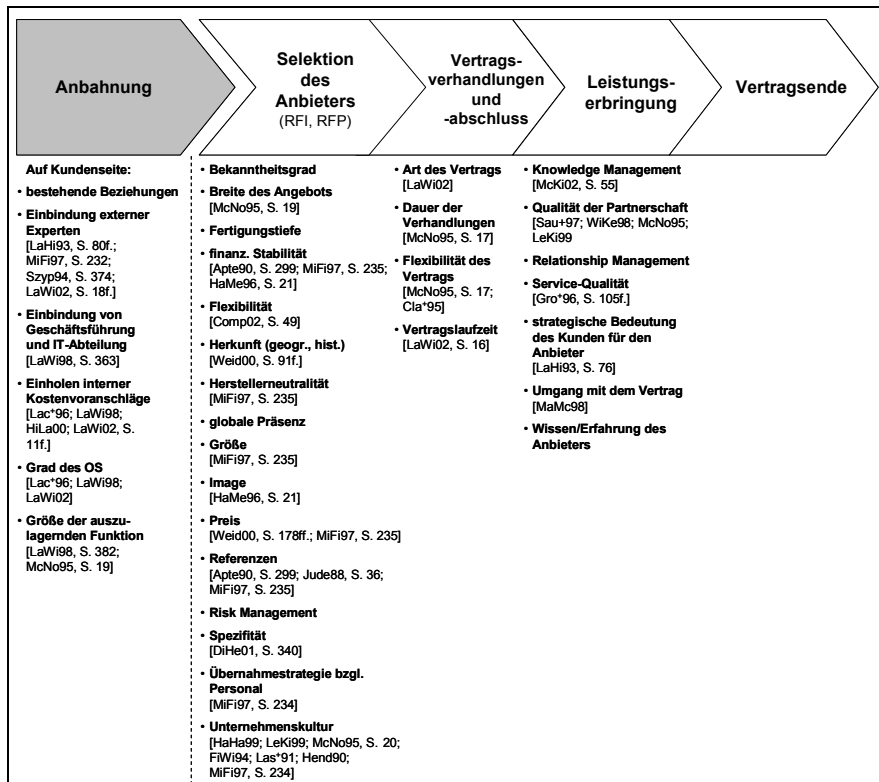 Anbahnung
Selektion
des
Anbieters
(RFI, RFP)
Vertrags-
verhandlungen
und
-abschluss
Leistungs-
erbringung
Vertragsende
Auf Kundenseite:
• bestehende Beziehungen
• Einbindung externer
Experten
[LaHi93, S. 80f.;
MiFi97, S. 232;
Szyp94, S. 374;
LaWi02, S. 18f.]
• Einbindung von
Geschäftsführung
und IT-Abteilung
[LaWi98, S. 363]
• Einholen interner
Kostenvoranschläge
[Lac+96; LaWi98;
HiLa00; LaWi02, S.
11f.]
• Grad des OS
[Lac+96; LaWi98;
LaWi02]
• Größe der auszu-
lagernden Funktion
[LaWi98, S. 382;
McNo95, S. 19]
• Bekanntheitsgrad
• Breite des Angebots
[McNo95, S. 19]
• Fertigungstiefe
• finanz. Stabilität
[Apte90, S. 299; MiFi97, S. 235;
HaMe96, S. 21]
• Flexibilität
[Comp02, S. 49]
• Herkunft (geogr., hist.)
[Weid00, S. 91f.]
• Herstellerneutralität
[MiFi97, S. 235]
• globale Präsenz
• Größe
[MiFi97, S. 235]
• Image
[HaMe96, S. 21]
• Preis
[Weid00, S. 178ff.; MiFi97, S. 235]
• Referenzen
[Apte90, S. 299; Jude88, S. 36;
MiFi97, S. 235]
• Risk Management
• Spezifität
[DiHe01, S. 340]
• Übernahmestrategie bzgl.
Personal
[MiFi97, S. 234]
• Unternehmenskultur
[HaHa99; LeKi99; McNo95, S. 20;
FiWi94; Las+91; Hend90;
MiFi97, S. 234]
• Art des Vertrags
[LaWi02]
• Dauer der
Verhandlungen
[McNo95, S. 17]
• Flexibilität des
Vertrags
[McNo95, S. 17;
Cla+95]
• Vertragslaufzeit
[LaWi02, S. 16]
• Knowledge Management
[McKi02, S. 55]
• Qualität der Partnerschaft
[Sau+97; WiKe98; McNo95;
LeKi99
• Relationship Management
• Service-Qualität
[Gro+96, S. 105f.]
• strategische Bedeutung
des Kunden für den
Anbieter
[LaHi93, S. 76]
• Umgang mit dem Vertrag
[MaMc98]
• Wissen/Erfahrung des
Anbieters